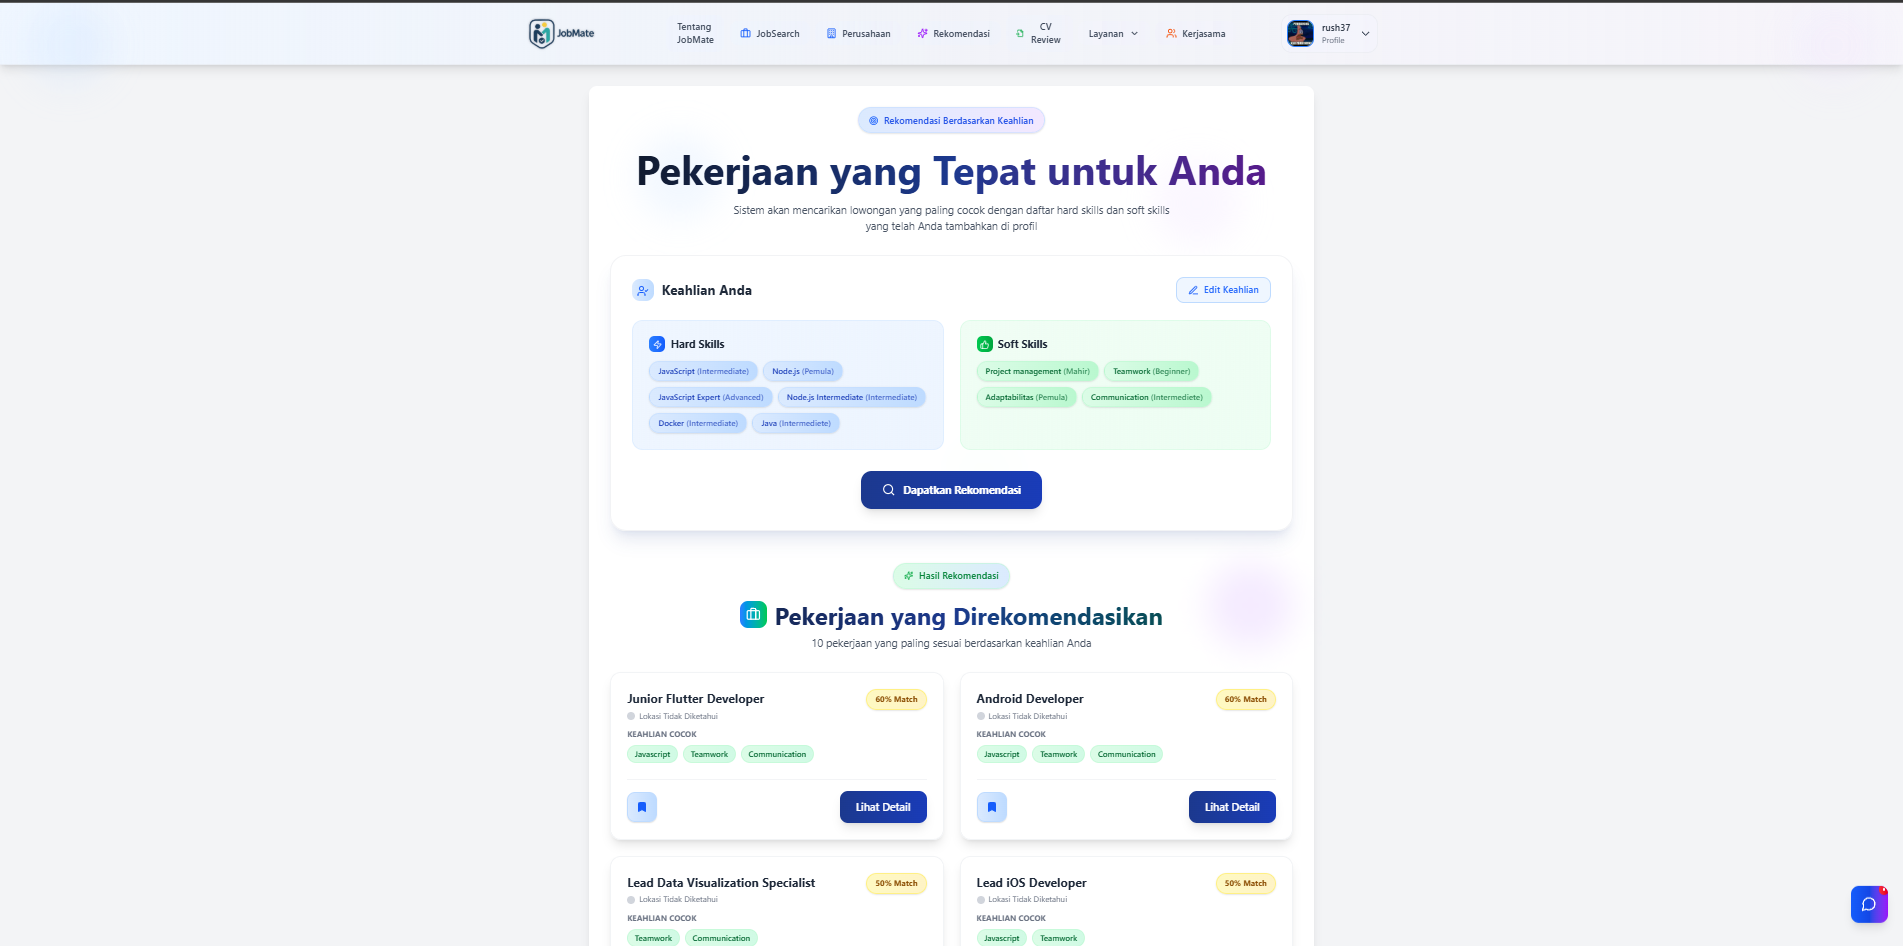 JobMate
Tentang JobMate
JobSearch
Perusahaan
Rekomendasi
CV Review
Layanan
Kerjasama
rush37
Profile
Rekomendasi Berdasarkan Keahlian
Pekerjaan yang Tepat untuk Anda
Sistem akan mencarikan lowongan yang paling cocok dengan daftar hard skills dan soft skills
yang telah Anda tambahkan di profil
Keahlian Anda
Edit Keahlian
Hard Skills
JavaScript (Intermediate)
Node.js (Pemula)
JavaScript Expert (Advanced)
Node.js Intermediate (Intermediate)
Docker (Intermediate)
Java (Intermediete)
Soft Skills
Project management (Mahir)
Teamwork (Beginner)
Adaptabilitas (Pemula)
Communication (Intermediete)
Dapatkan Rekomendasi
Hasil Rekomendasi
Pekerjaan yang Direkomendasikan
10 pekerjaan yang paling sesuai berdasarkan keahlian Anda
Junior Flutter Developer
60% Match
Lokasi Tidak Diketahui
KEAHLIAN COCOK
Javascript
Teamwork
Communication
Lihat Detail
Android Developer
60% Match
Lokasi Tidak Diketahui
KEAHLIAN COCOK
Javascript
Teamwork
Communication
Lihat Detail
Lead Data Visualization Specialist
50% Match
Lokasi Tidak Diketahui
KEAHLIAN COCOK
Teamwork
Communication
Lead iOS Developer
50% Match
Lokasi Tidak Diketahui
KEAHLIAN COCOK
Javascript
Teamwork